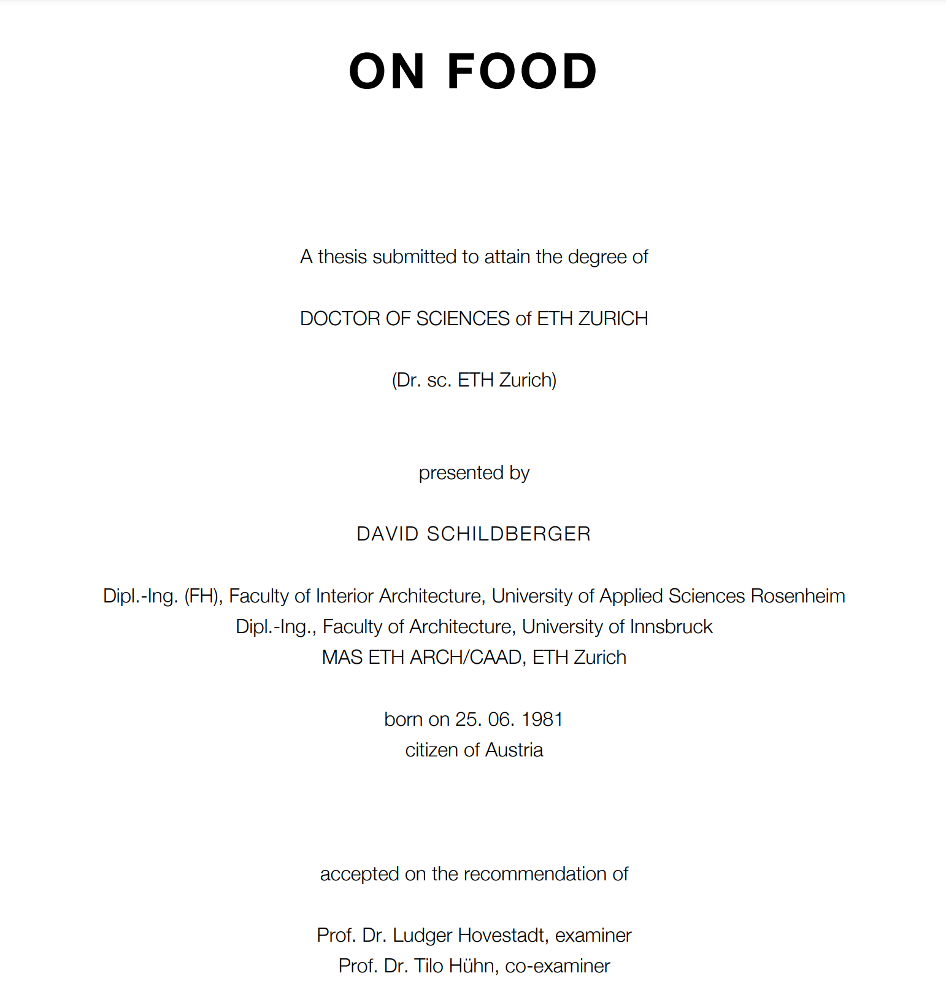 ON FOOD
A thesis submitted to attain the degree of
DOCTOR OF SCIENCES of ETH ZURICH
(Dr. sc. ETH Zurich)
presented by
DAVID SCHILDBERGER
Dipl.-Ing. (FH), Faculty of Interior Architecture, University of Applied Sciences Rosenheim
Dipl.-Ing., Faculty of Architecture, University of Innsbruck
MAS ETH ARCH/CAAD, ETH Zurich
born on 25. 06. 1981
citizen of Austria
accepted on the recommendation of
Prof. Dr. Ludger Hovestadt, examiner
Prof. Dr. Tilo Hühn, co-examiner